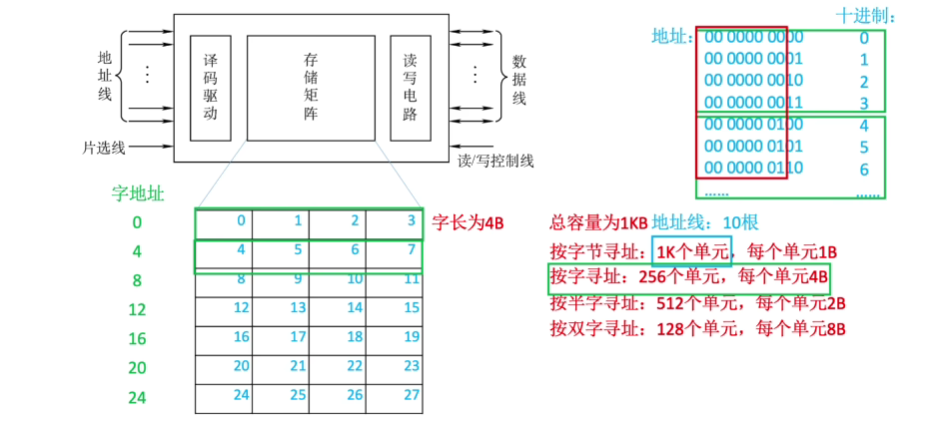 地址线
译码驱动
存储矩阵
读写电路
数据线
片选线
读/写控制线
十进制:
地址: 00 0000 0000 0
00 0000 0001 1
00 0000 0010 2
00 0000 0011 3
00 0000 0100 4
00 0000 0101 5
00 0000 0110 6
...... ......
字地址
0 0 1 2 3 字长为4B
4 4 5 6 7
8 8 9 10 11
12 12 13 14 15
16 16 17 18 19
20 20 21 22 23
24 24 25 26 27
总容量为1KB 地址线：10根
按字节寻址：1K个单元，每个单元1B
按字寻址：256个单元，每个单元4B
按半字寻址：512个单元，每个单元2B
按双字寻址：128个单元，每个单元8B